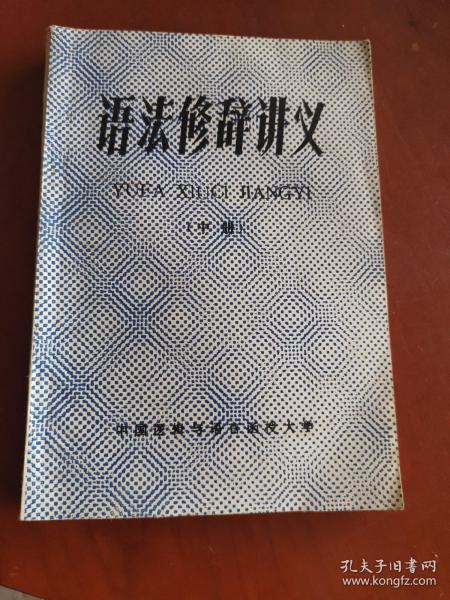 语法修辞讲义
YUFA XIUCI JIANGYI
(中册)
中国逻辑与语言函授大学
孔夫子旧书网
www.kongfz.com